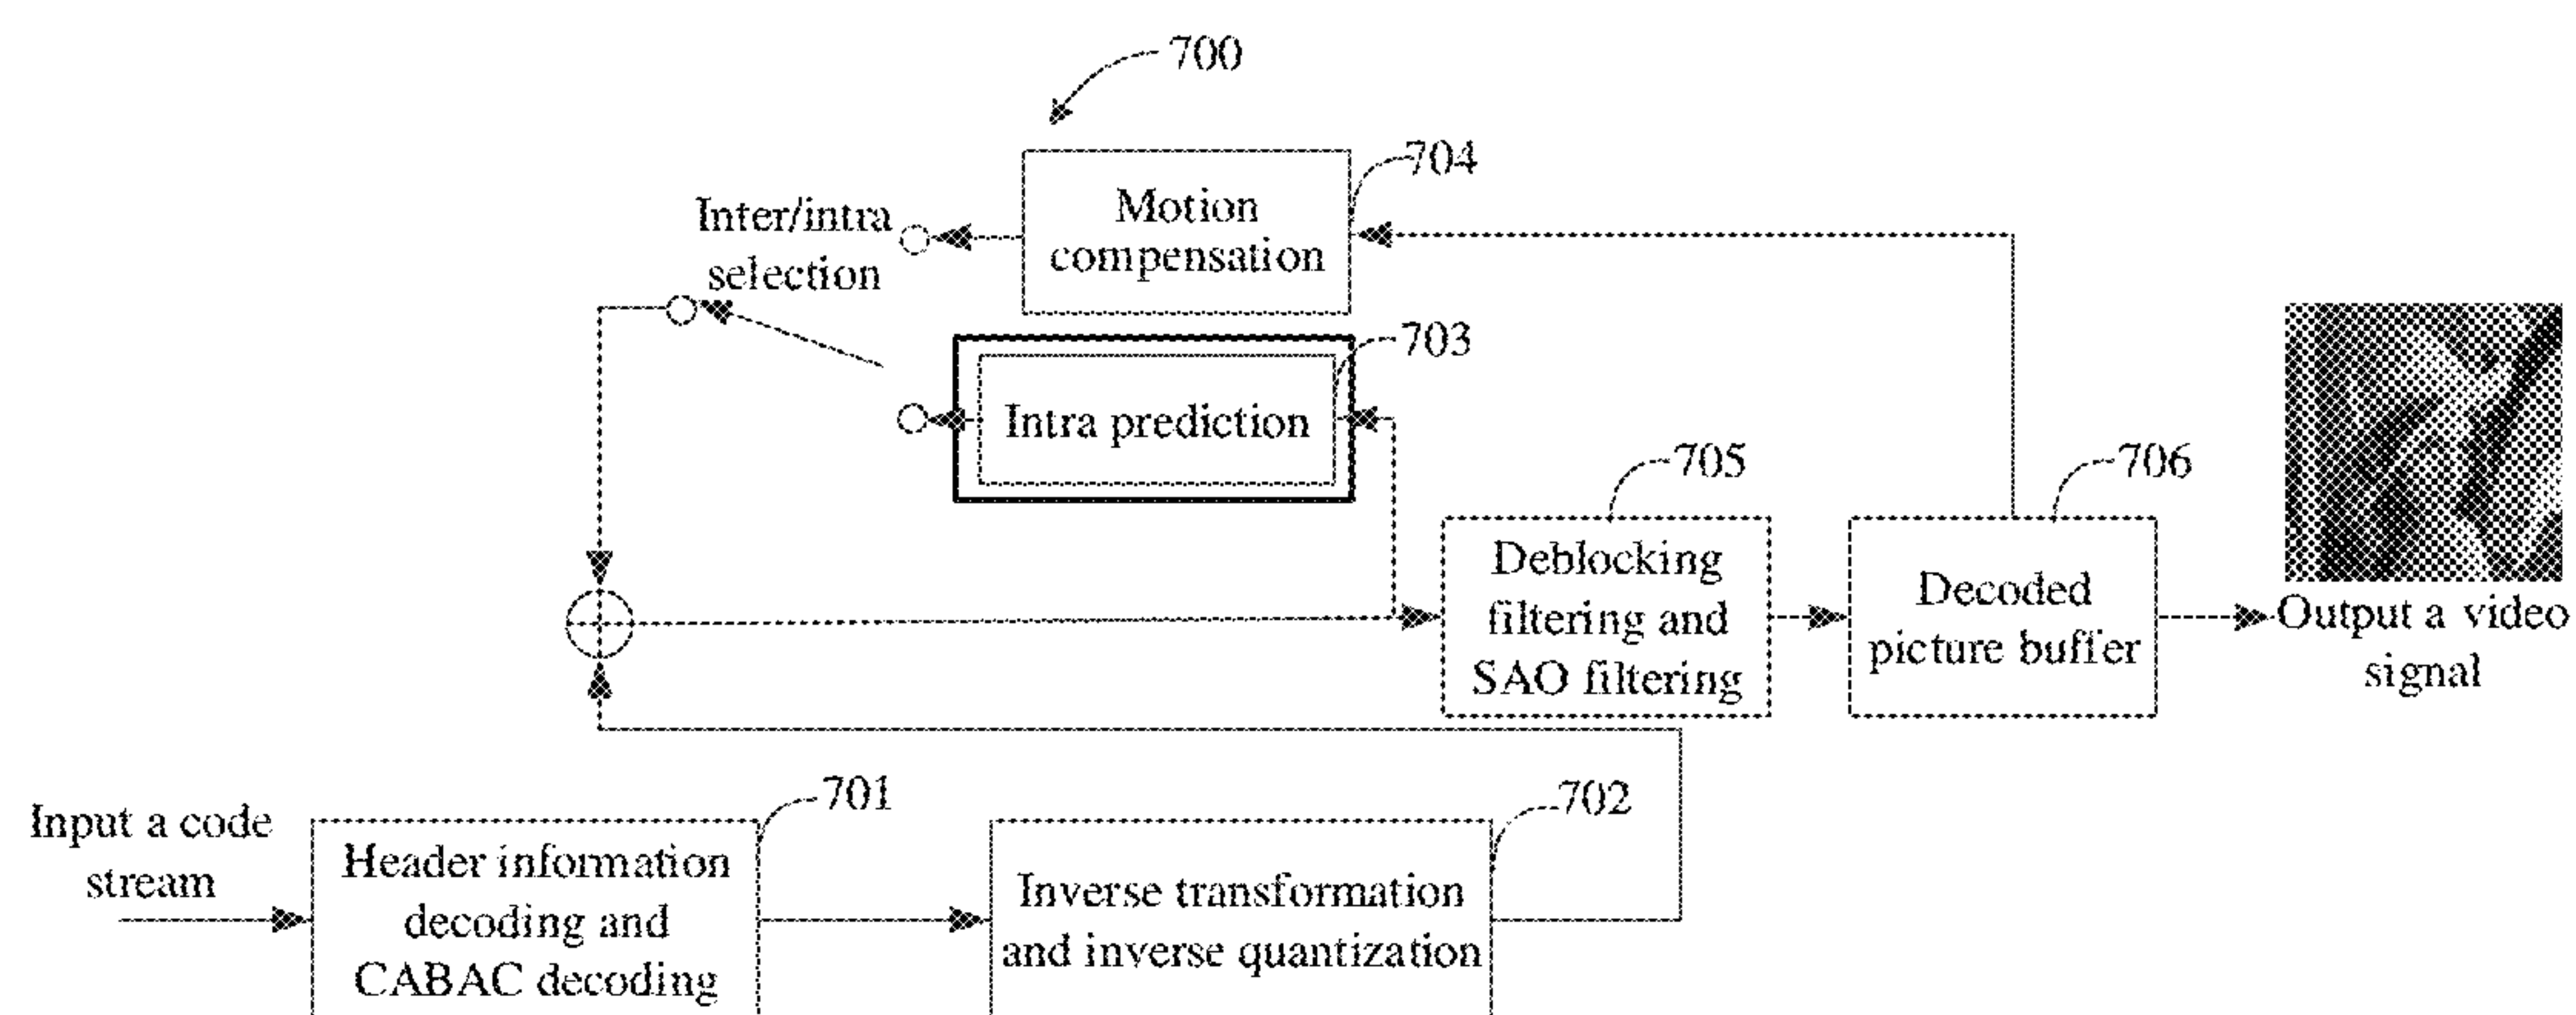 700
704
Motion
compensation
Inter/intra
selection
703
Intra prediction
705
706
Deblocking
filtering and
SAO filtering
Decoded
picture buffer
Output a video
signal
701
702
Input a code
stream
Header information
decoding and
CABAC decoding
Inverse transformation
and inverse quantization